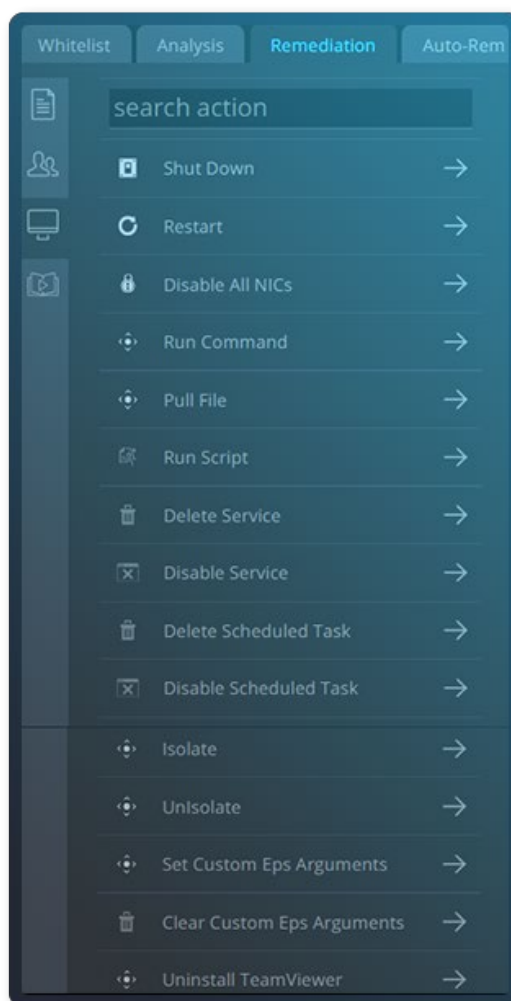 Whitelist Analysis Remediation Auto-Rem
search action
Shut Down
Restart
Disable All NICs
Run Command
Pull File
Run Script
Delete Service
Disable Service
Delete Scheduled Task
Disable Scheduled Task
Isolate
UnIsolate
Set Custom Eps Arguments
Clear Custom Eps Arguments
Uninstall TeamViewer